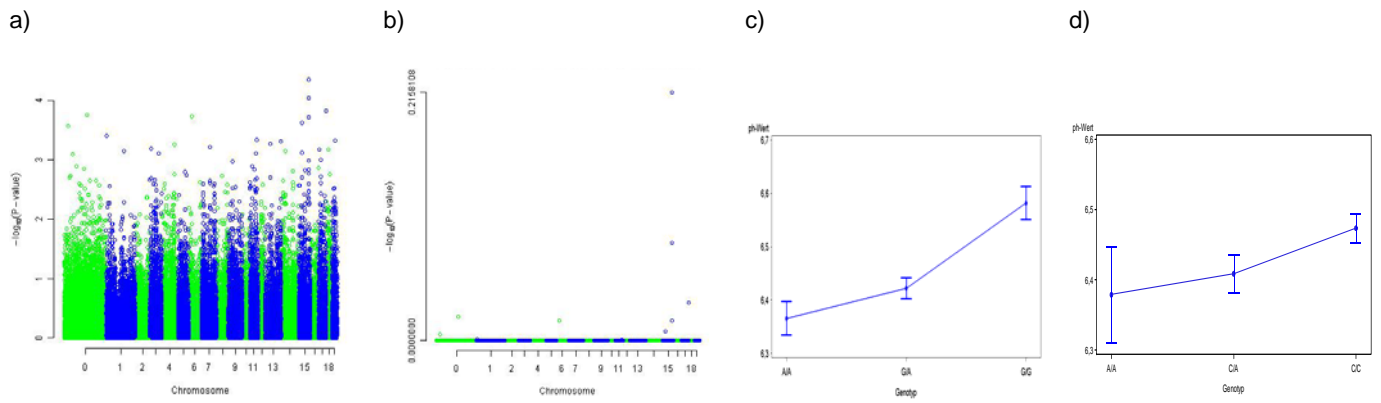 a)
b)
c)
d)
−log10(P−value)
4
3
2
1
0
0 1 2 4 6 7 9 11 13 15 18
Chromosome
−log10(P−value)
0.2158108
0.0000000
0 1 2 4 6 7 9 11 13 15 18
Chromosome
ph-Wert
6,7
6,6
6,5
6,4
6,3
A/A G/A G/G
Genotyp
ph-Wert
6,6
6,5
6,4
6,3
A/A C/A C/C
Genotyp